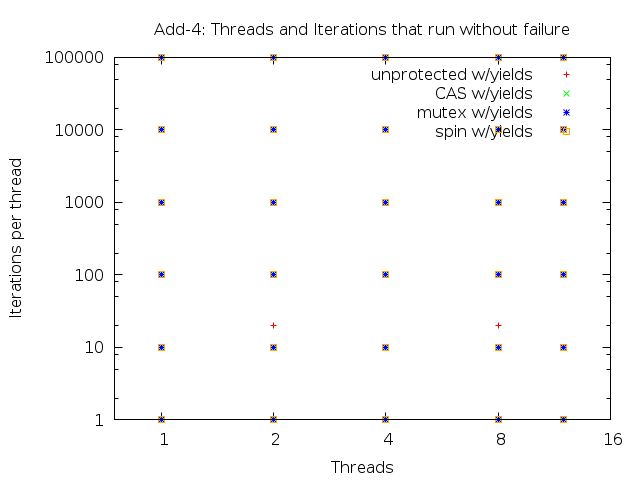 Add-4: Threads and Iterations that run without failure
100000
10000
1000
100
10
1
Iterations per thread
unprotected w/yields
CAS w/yields
mutex w/yields
spin w/yields
1 2 4 8 16
Threads